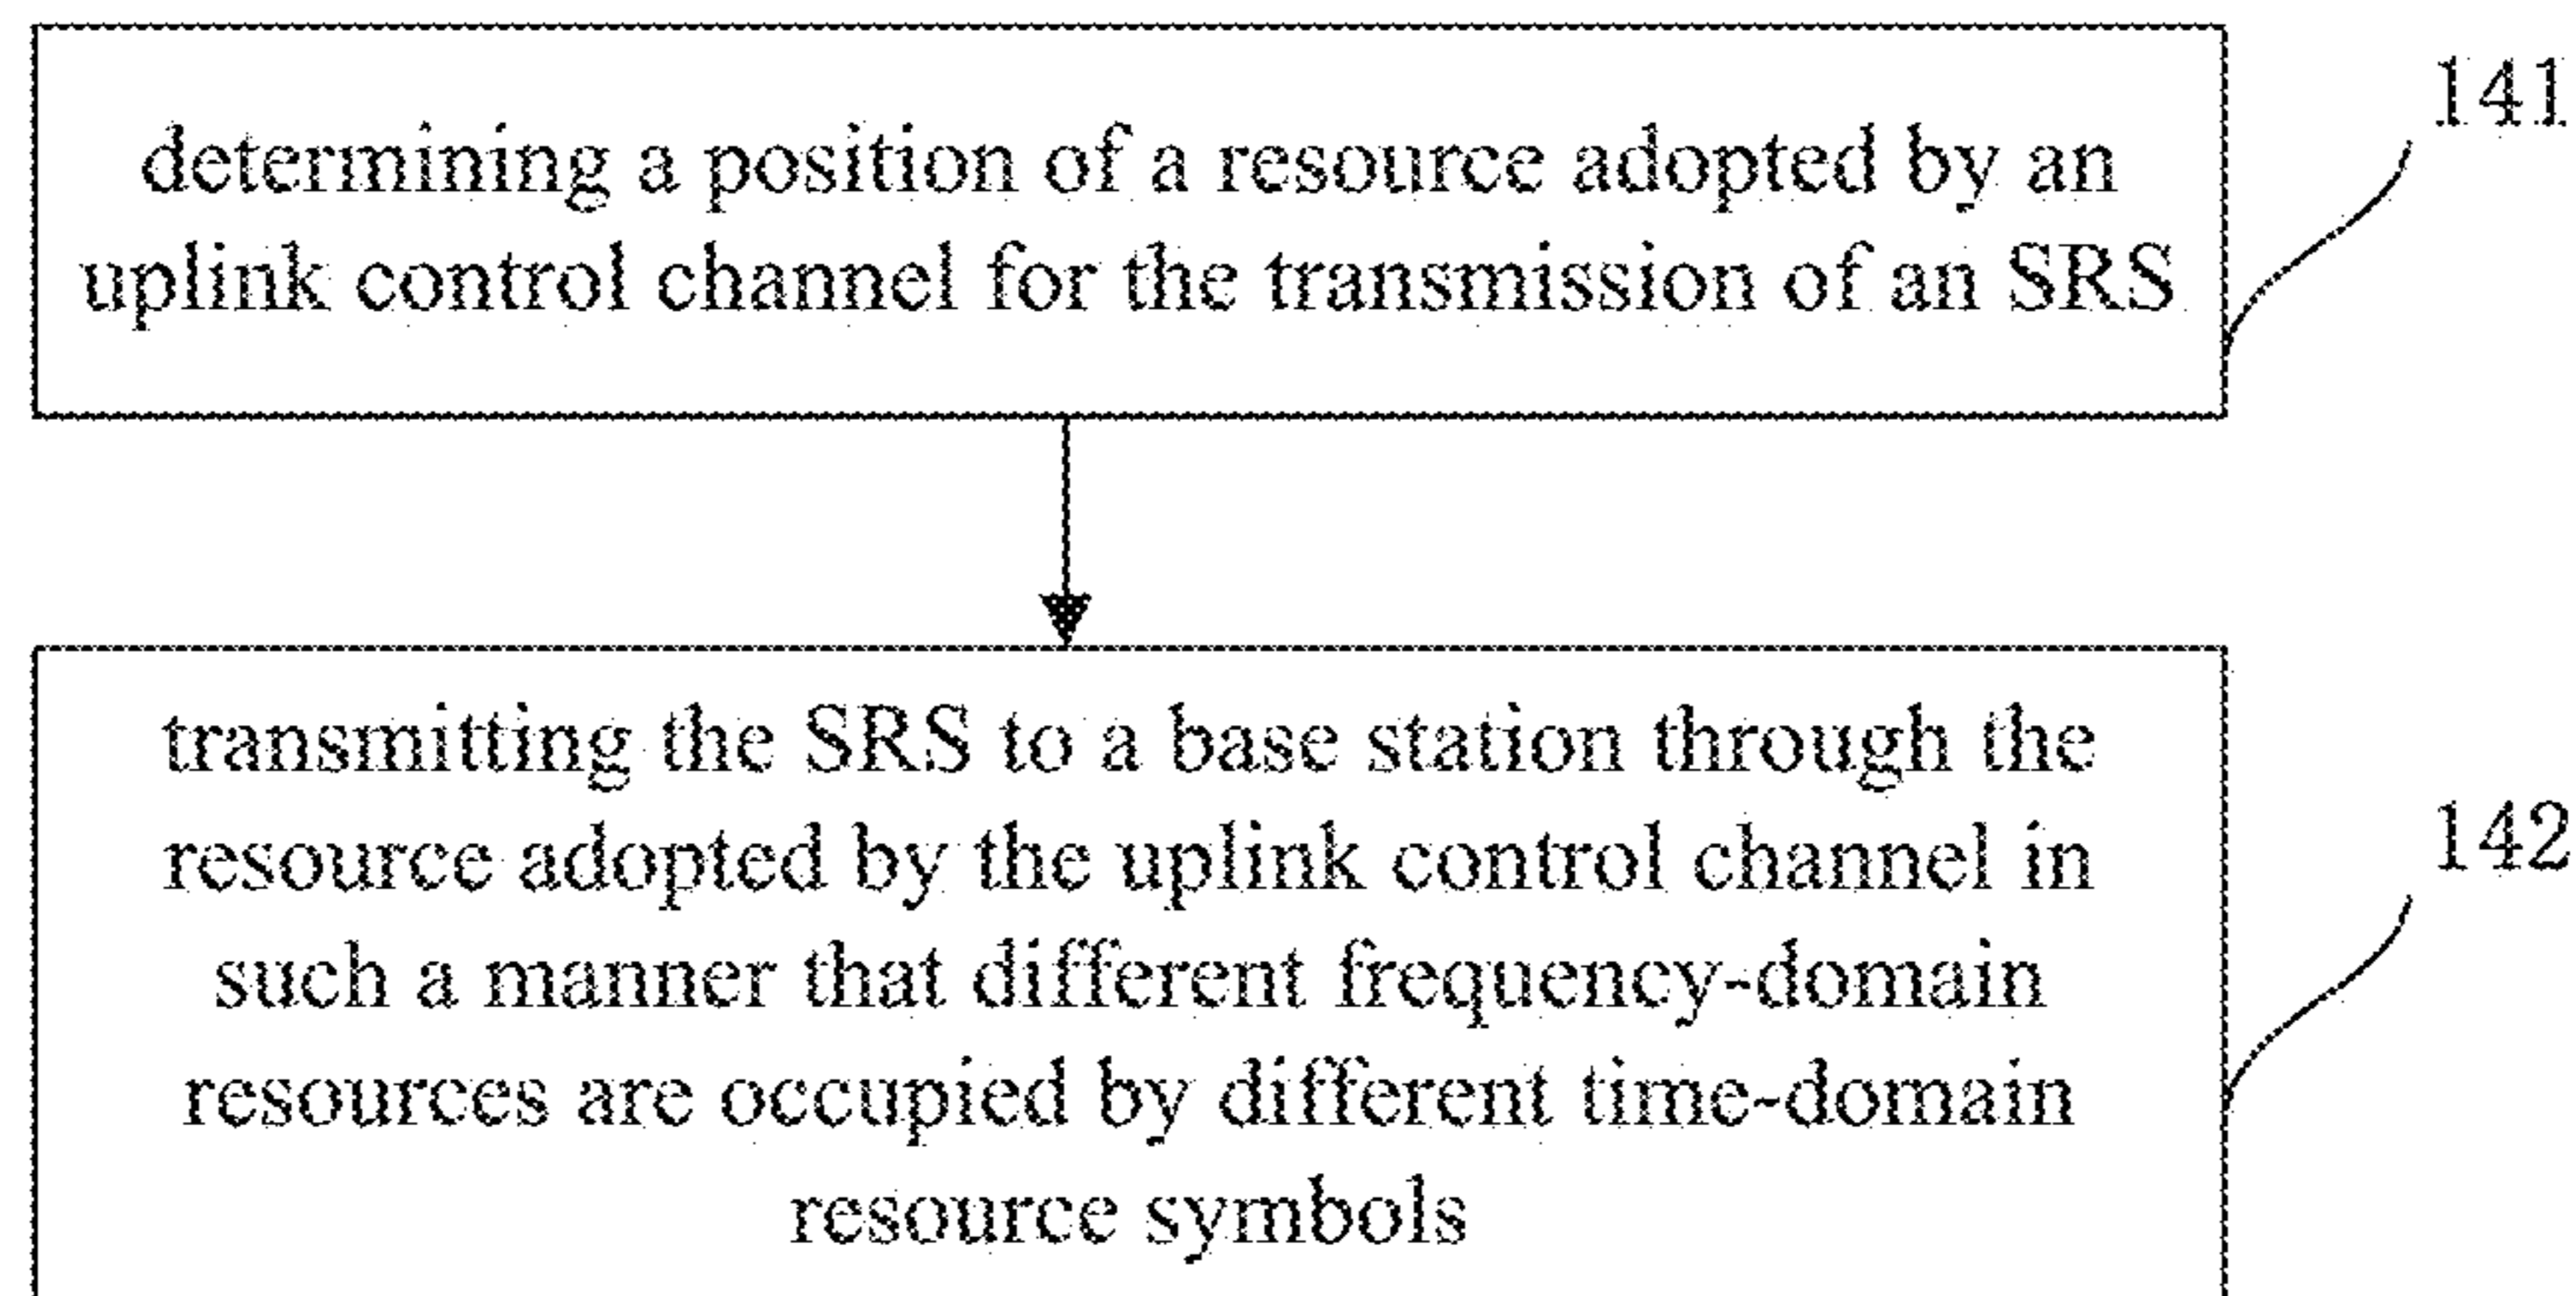 determining a position of a resource adopted by an
uplink control channel for the transmission of an SRS
141
transmitting the SRS to a base station through the
resource adopted by the uplink control channel in
such a manner that different frequency-domain
resources are occupied by different time-domain
resource symbols
142